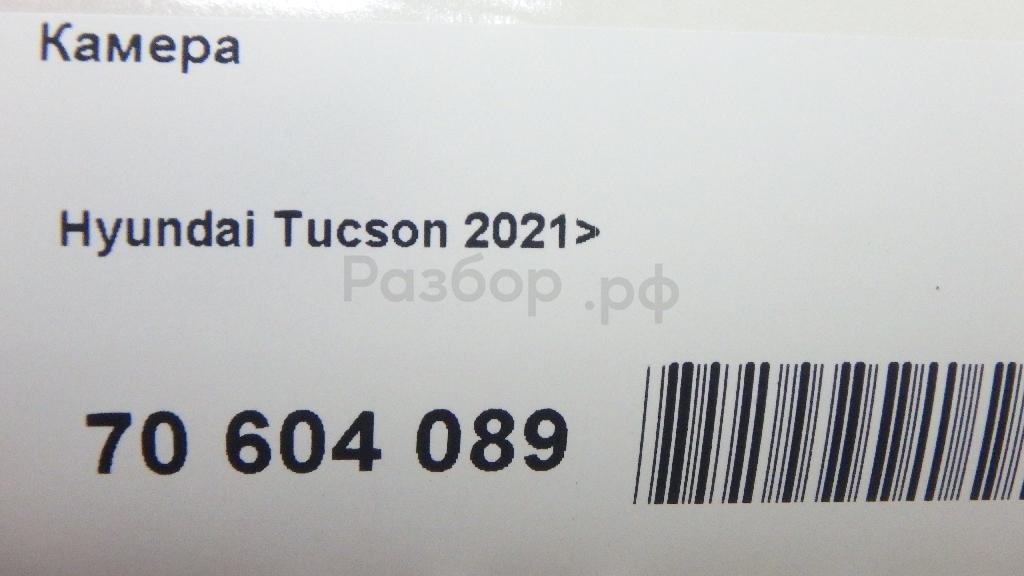 Камера
Hyundai Tucson 2021>
Разбор.рф
70 604 089